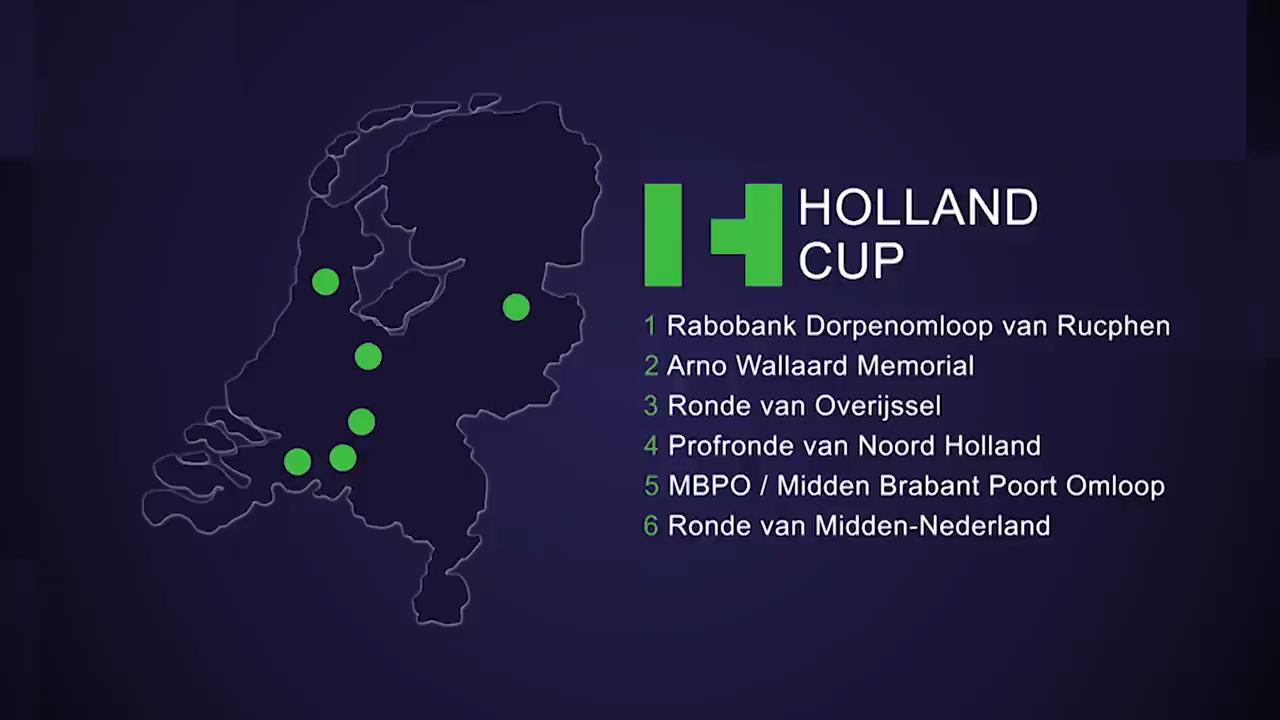 HOLLAND
CUP
1 Rabobank Dorpenomloop van Rucphen
2 Arno Wallaard Memorial
3 Ronde van Overijssel
4 Profronde van Noord Holland
5 MBPO / Midden Brabant Poort Omloop
6 Ronde van Midden-Nederland